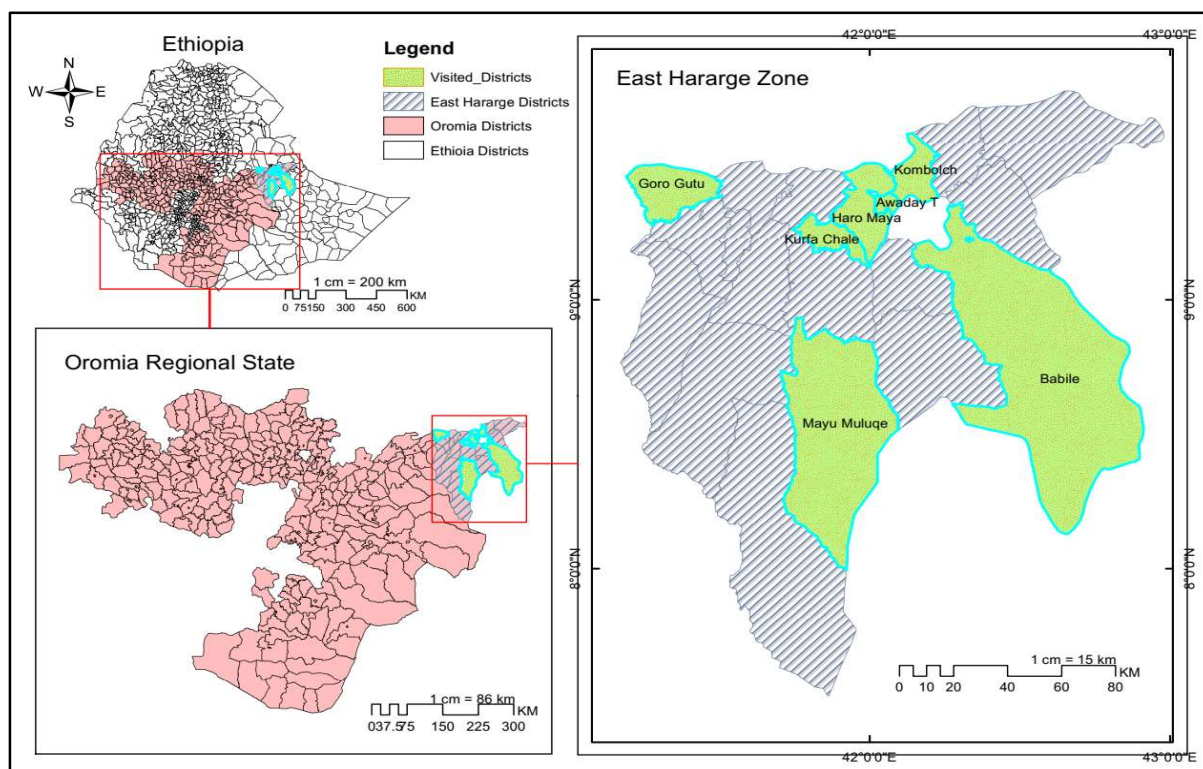 Ethiopia
N
W E
S
Legend
Visited_Districts
East Hararge Districts
Oromia Districts
Ethioia Districts
1 cm = 200 km
KM
0 75150 300 450 600
Oromia Regional State
1 cm = 86 km
KM
037.575 150 225 300
42°0'0"E 43°0'0"E
East Hararge Zone
Kombolch
Goro Gutu
Awaday T
Haro Maya
Kurfa Chale
9°0'0"N 9°0'0"N
Babile
Mayu Muluqe
8°0'0"N 8°0'0"N
1 cm = 15 km
KM
0 10 20 40 60 80
42°0'0"E 43°0'0"E